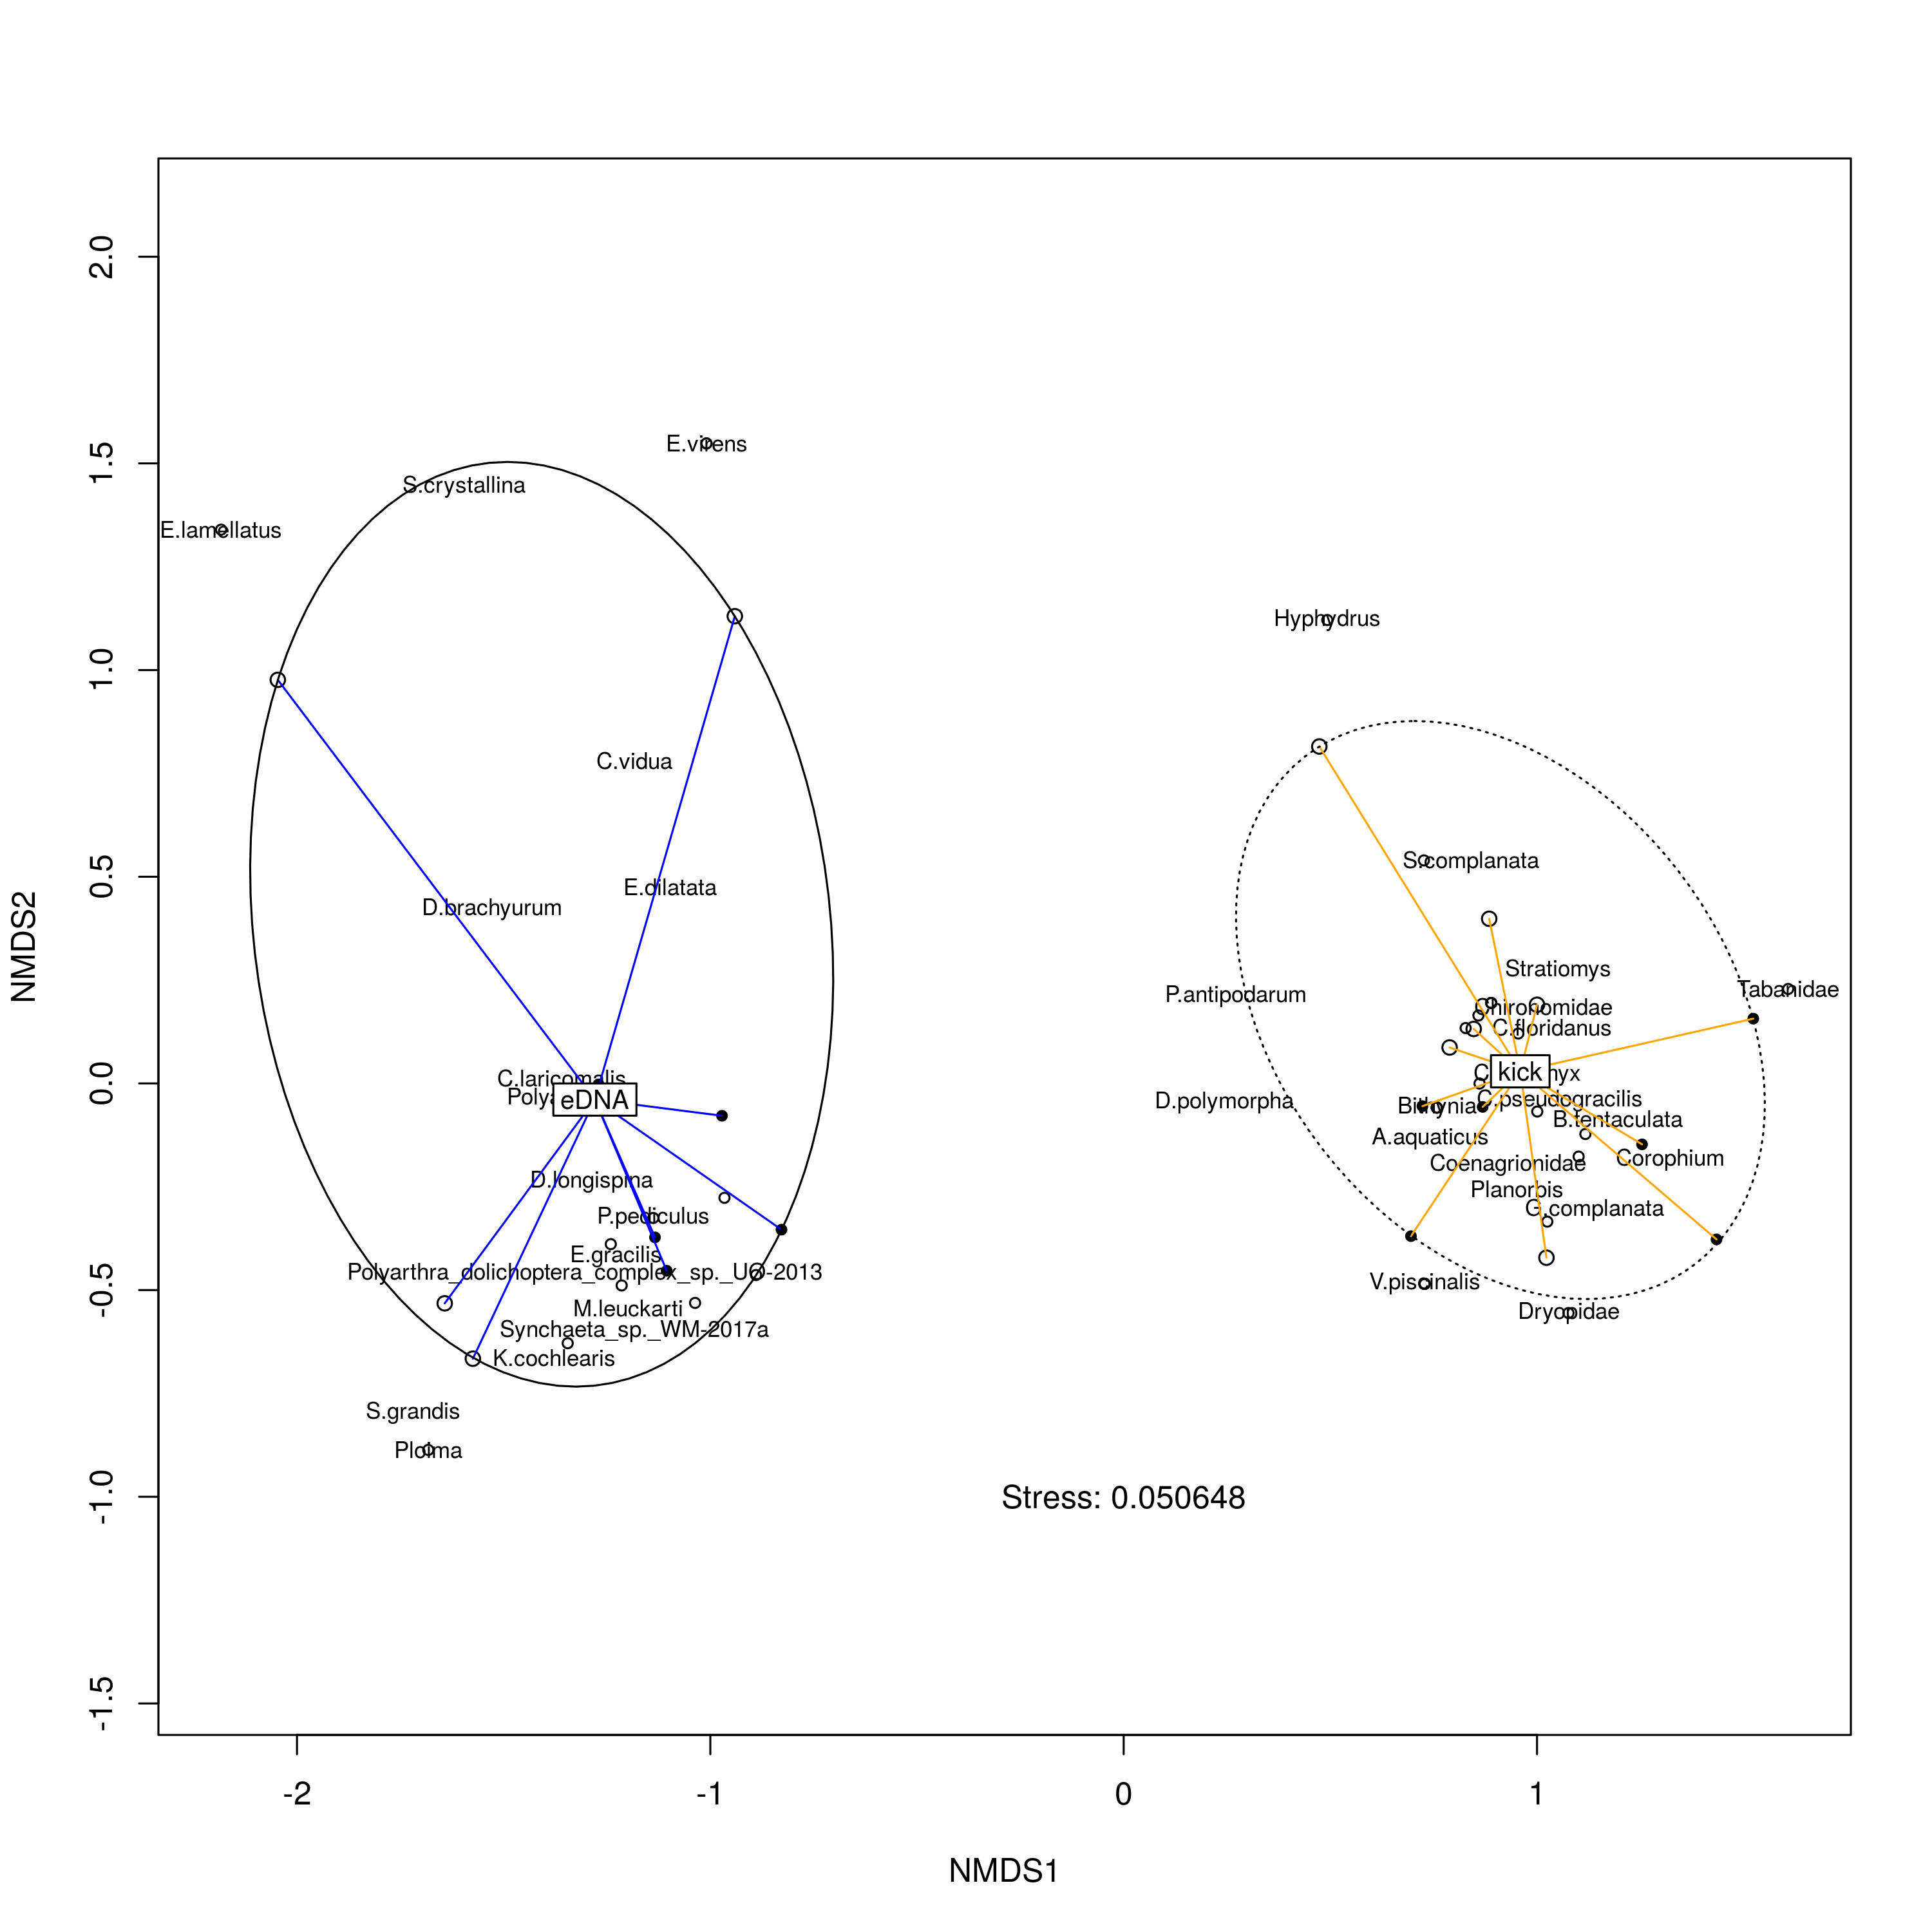 2.0
1.5
1.0
0.5
0.0
-0.5
-1.0
-1.5
NMDS2
E.virens
S.crystallina
E.lamellatus
Hyphydrus
C.vidua
S.complanata
E.dilatata
D.brachyurum
Stratiomys
Tabanidae
P.antipodarum
Chironomidae
C.floridanus
kick
C.laricomalis
eDNA
D.polymorpha
Bithynia
C.pseudogracilis
B.tentaculata
A.aquaticus
Coenagrionidae
Corophium
D.longispina
Planorbis
G.complanata
P.pediculus
E.gracilis
Polyarthra_dolichoptera_complex_sp._UO-2013
V.piscinalis
M.leuckarti
Dryopidae
Synchaeta_sp._WM-2017a
K.cochlearis
S.grandis
Ploima
Stress: 0.050648
-2
-1
0
1
NMDS1